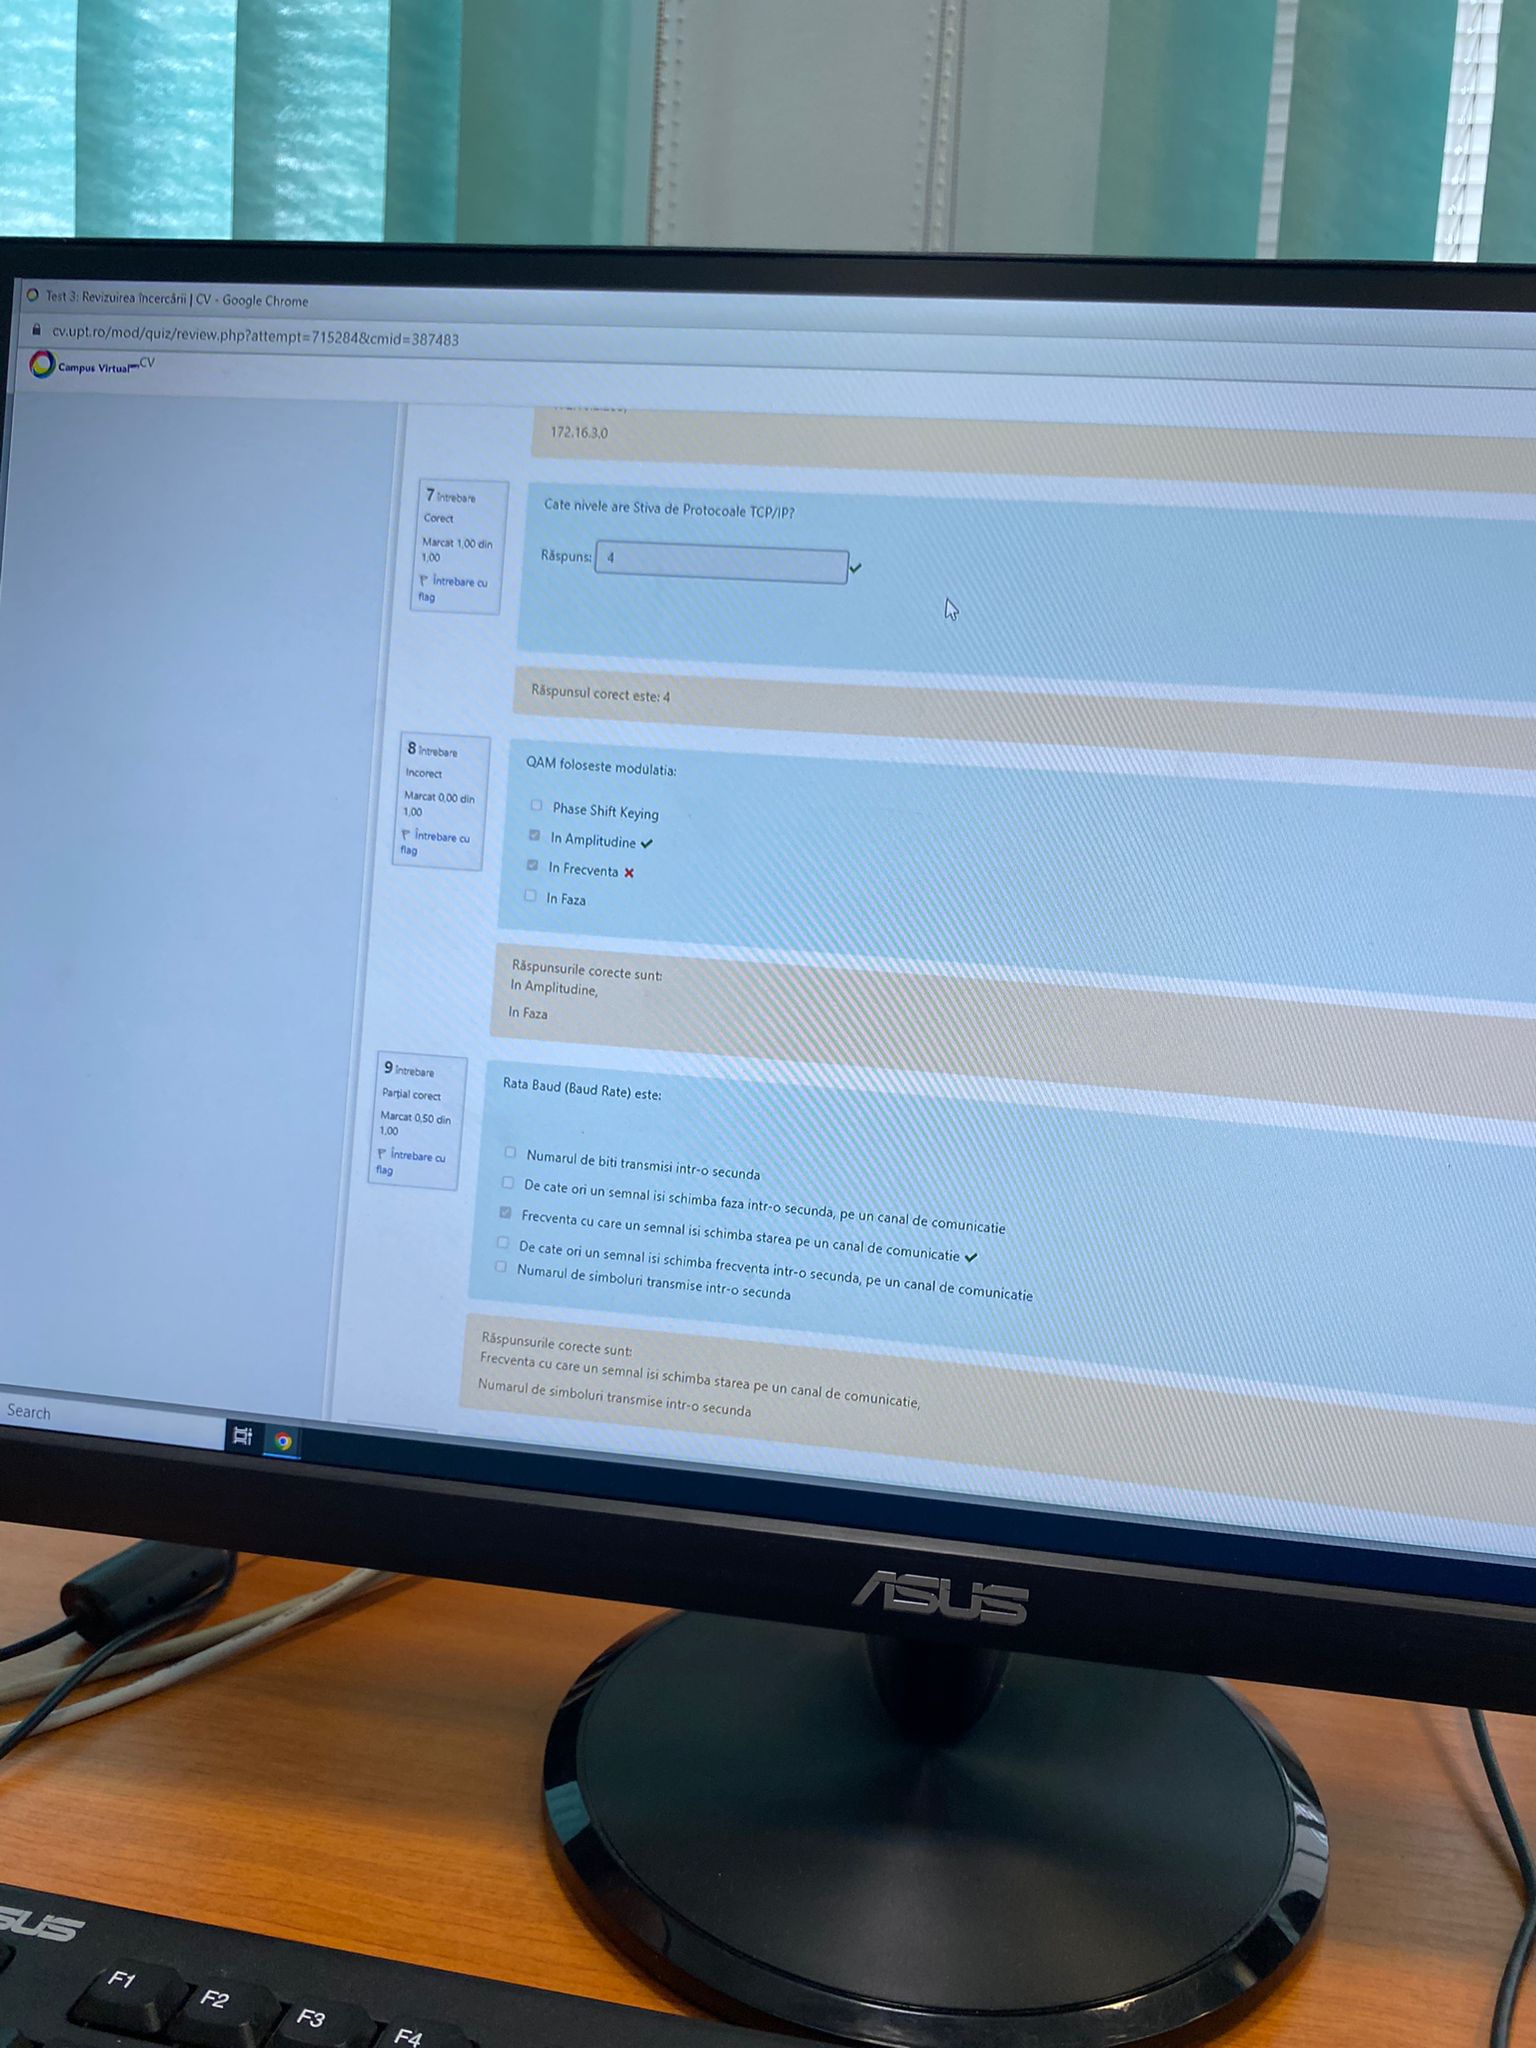 Test 3: Revizuirea încercării | CV - Google Chrome
cv.upt.ro/mod/quiz/review.php?attempt=715284&cmid=387483
Campus Virtual CV
172.16.3.0
7 întrebare
Corect
Marcat 1,00 din
1,00
Întrebare cu
flag
Cate nivele are Stiva de Protocoale TCP/IP?
Răspuns: 4
Răspunsul corect este: 4
8 întrebare
Incorect
Marcat 0,00 din
1,00
Întrebare cu
flag
QAM foloseste modulatia:
Phase Shift Keying
In Amplitudine
In Frecventa
In Faza
Răspunsurile corecte sunt:
In Amplitudine,
In Faza
9 întrebare
Parțial corect
Marcat 0,50 din
1,00
Întrebare cu
flag
Rata Baud (Baud Rate) este:
Numarul de biti transmisi intr-o secunda
De cate ori un semnal isi schimba faza intr-o secunda, pe un canal de comunicatie
Frecventa cu care un semnal isi schimba starea pe un canal de comunicatie
De cate ori un semnal isi schimba frecventa intr-o secunda, pe un canal de comunicatie
Numarul de simboluri transmise intr-o secunda
Răspunsurile corecte sunt:
Frecventa cu care un semnal isi schimba starea pe un canal de comunicatie,
Numarul de simboluri transmise intr-o secunda
Search
ASUS
F1
F2
F3
F4